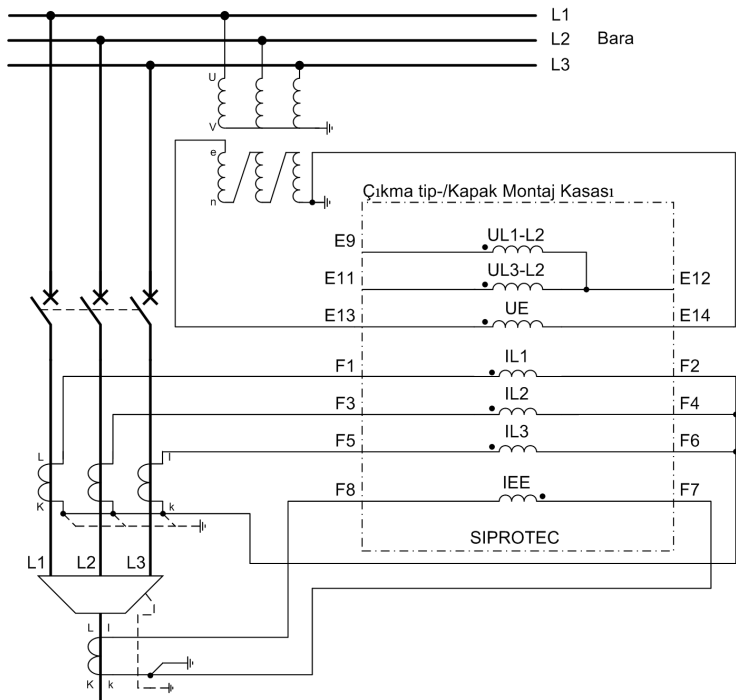 L1
L2 Bara
L3
U
V
e
n
Çıkma tip-/Kapak Montaj Kasası
E9 UL1-L2
E11 UL3-L2 E12
E13 UE E14
F1 IL1 F2
F3 IL2 F4
F5 IL3 F6
L l
K k
F8 IEE F7
SIPROTEC
L1 L2 L3
L l
K k